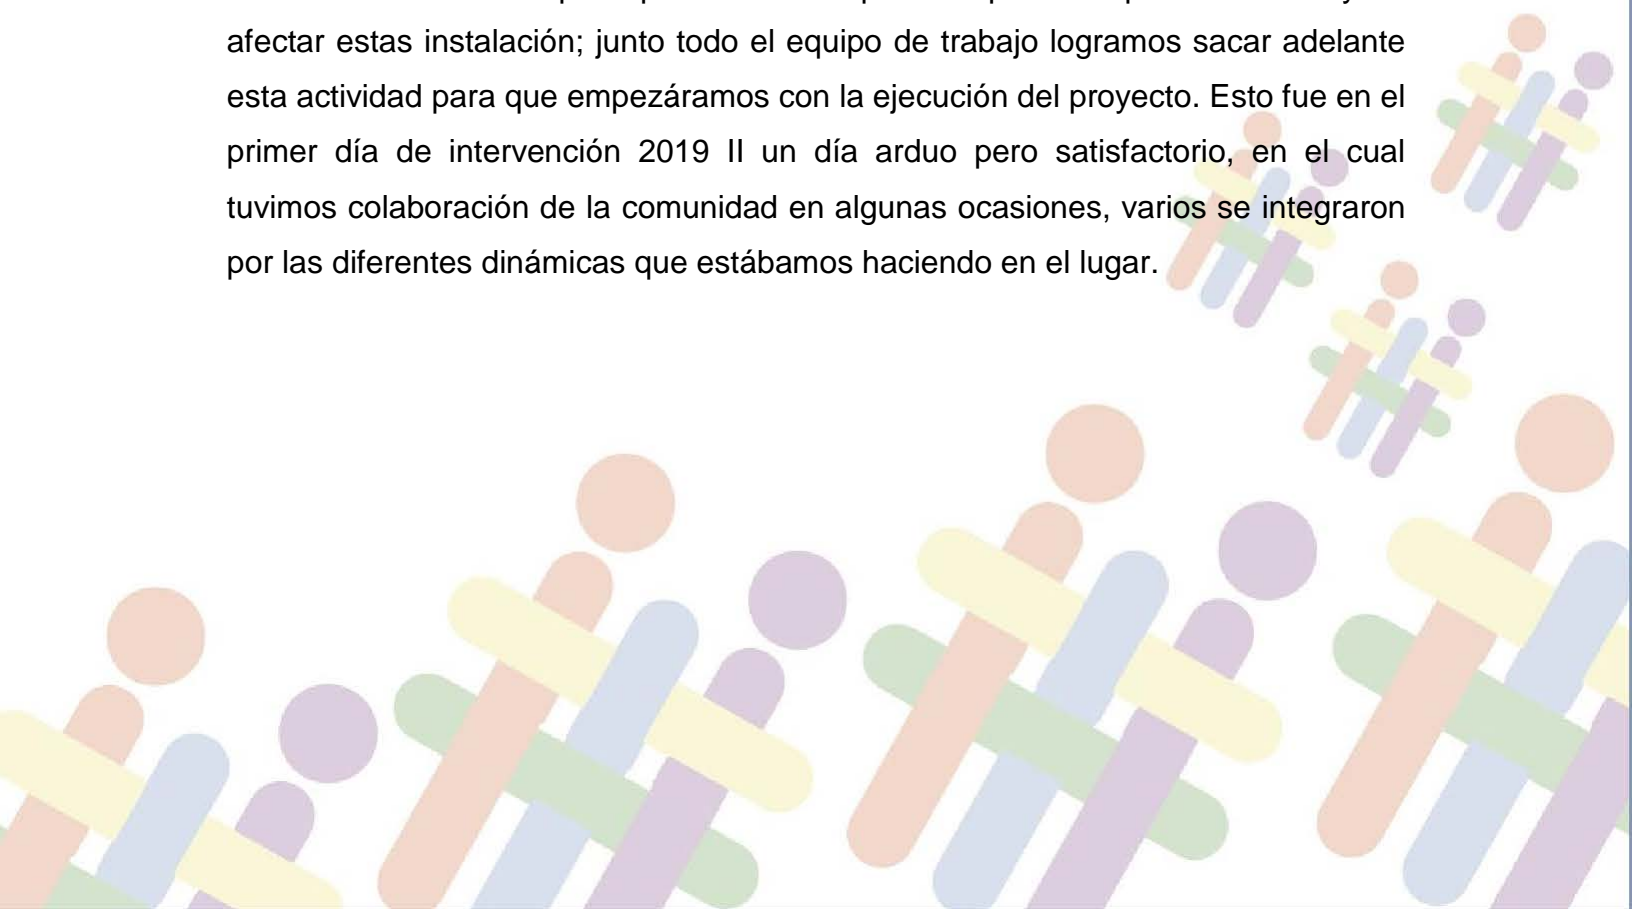 afectar estas instalación; junto todo el equipo de trabajo logramos sacar adelante
esta actividad para que empezáramos con la ejecución del proyecto. Esto fue en el
primer día de intervención 2019 II un día arduo pero satisfactorio, en el cual
tuvimos colaboración de la comunidad en algunas ocasiones, varios se integraron
por las diferentes dinámicas que estábamos haciendo en el lugar.